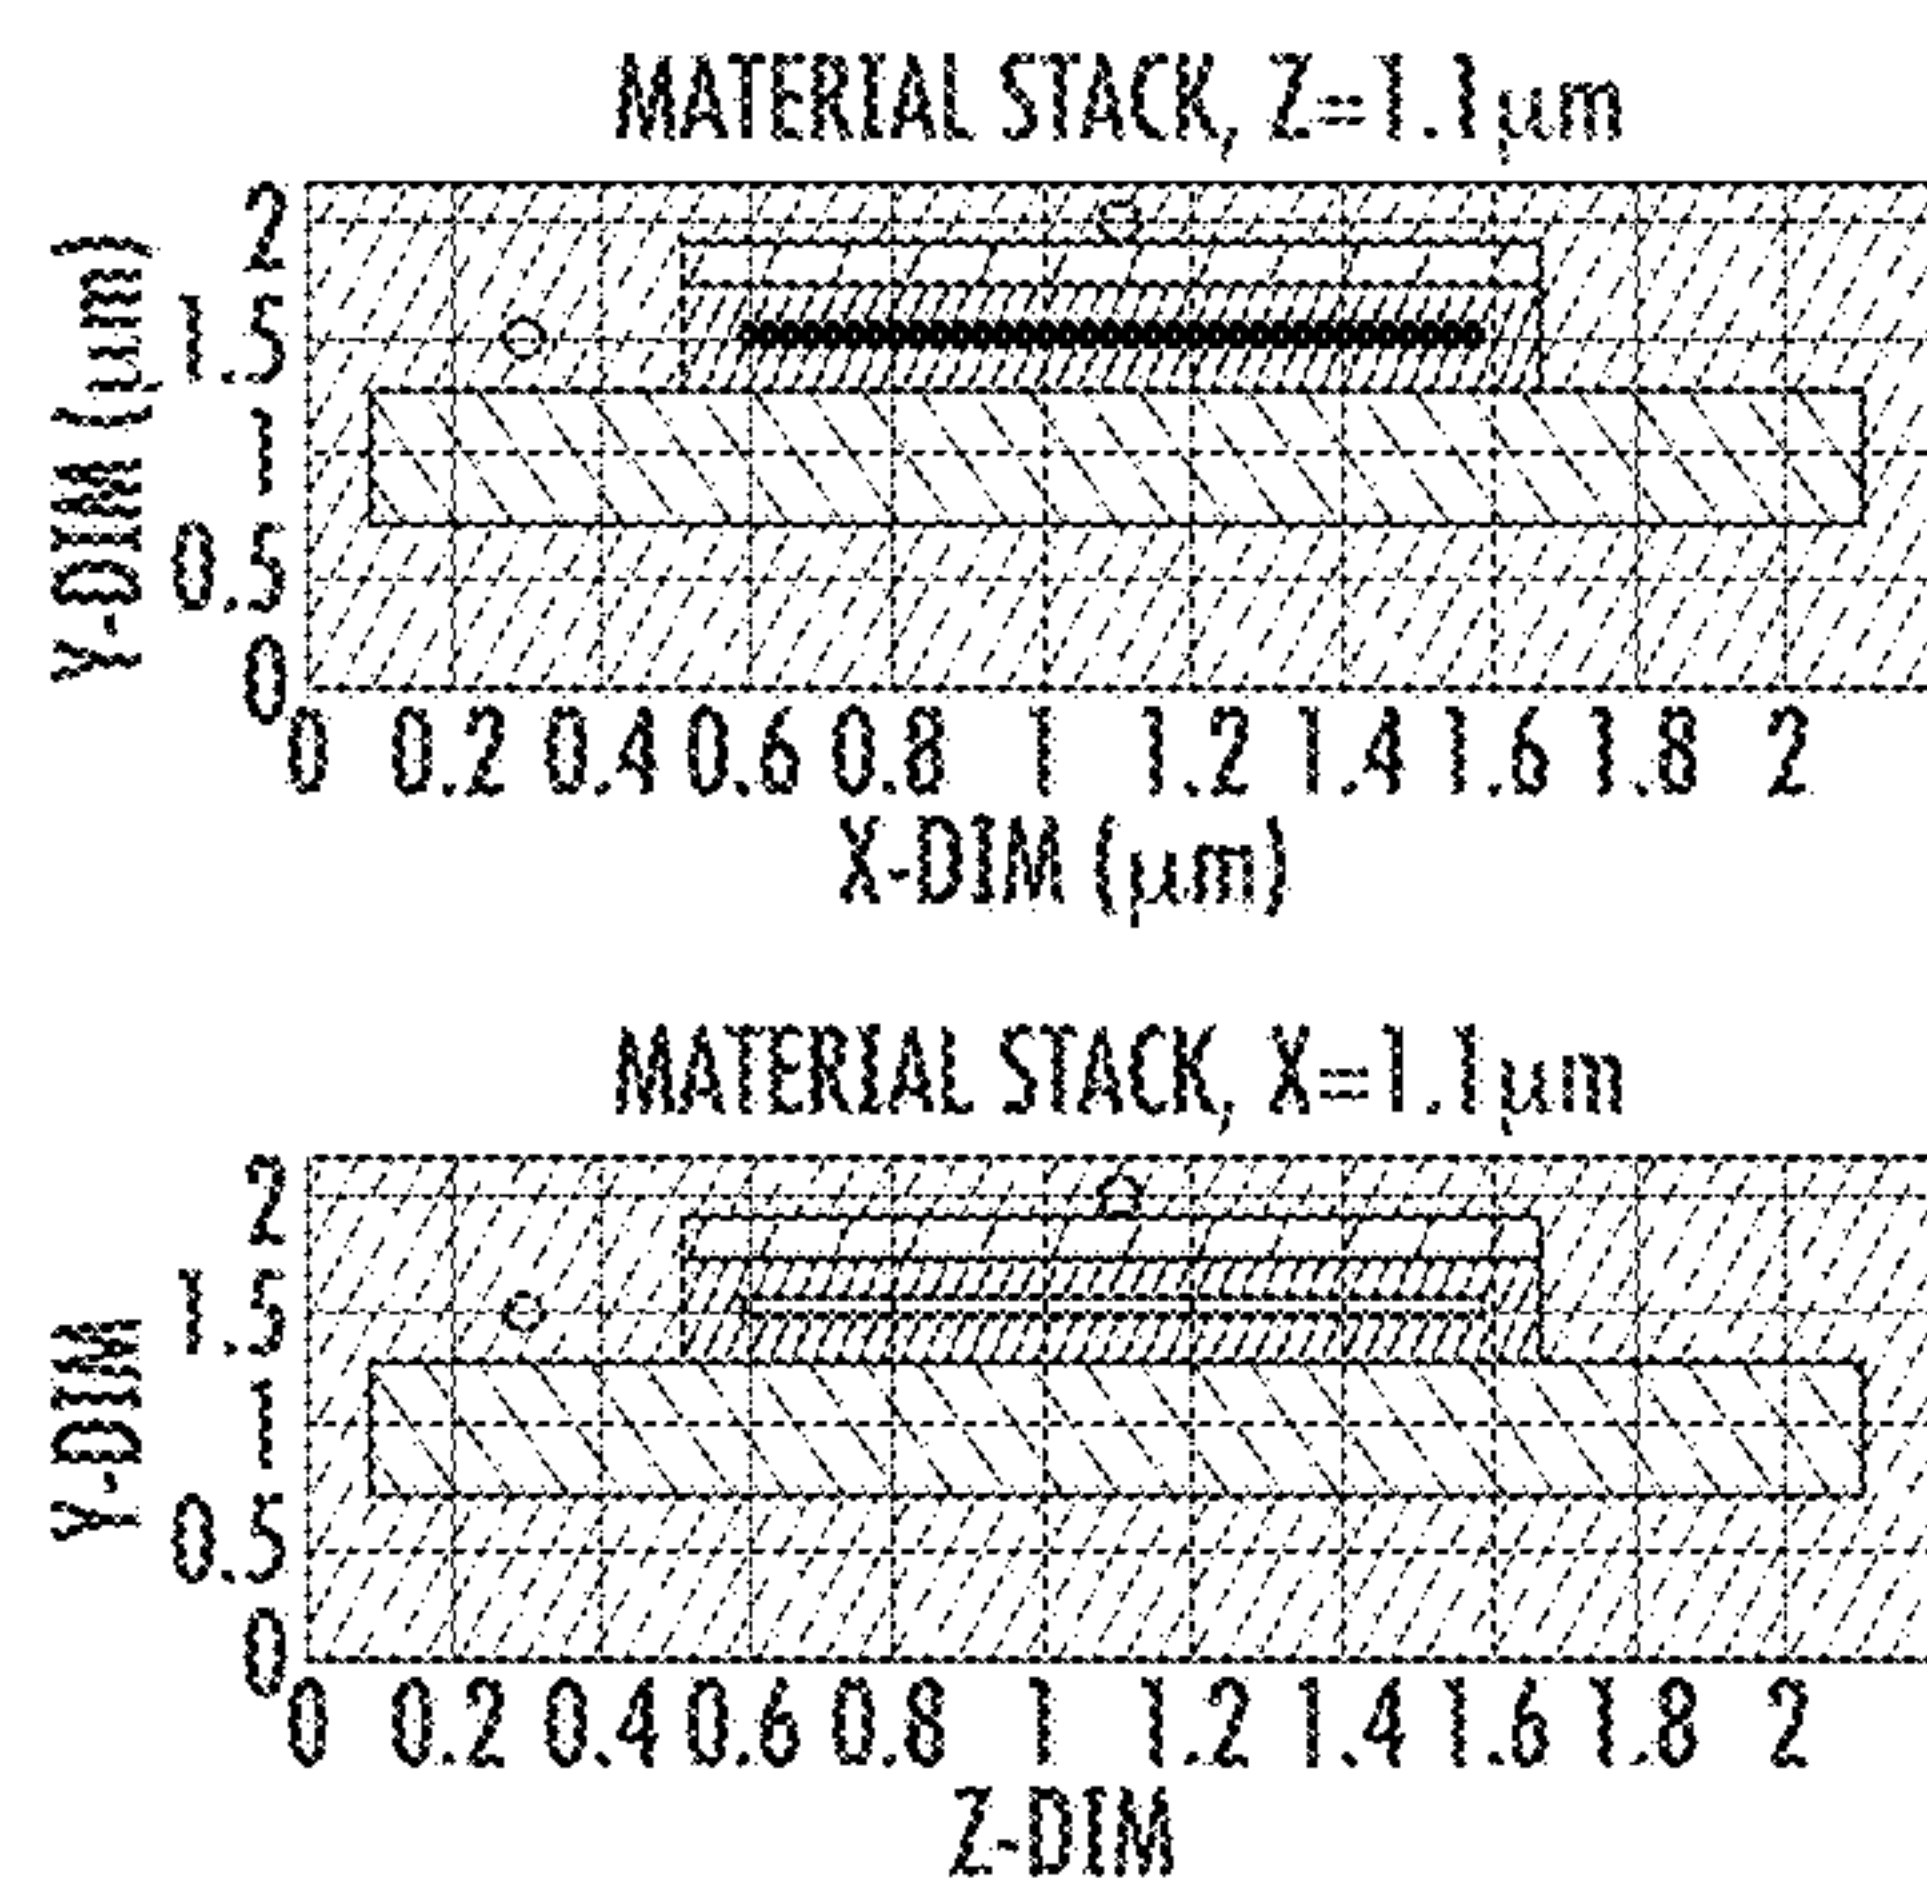 MATERIAL STACK, Z=1.1μm
Y-DIM (μm)
2
1.5
1
0.5
0
0 0.2 0.4 0.6 0.8 1 1.2 1.4 1.6 1.8 2
X-DIM (μm)
MATERIAL STACK, X=1.1μm
Y-DIM
2
1.5
1
0.5
0
0 0.2 0.4 0.6 0.8 1 1.2 1.4 1.6 1.8 2
Z-DIM